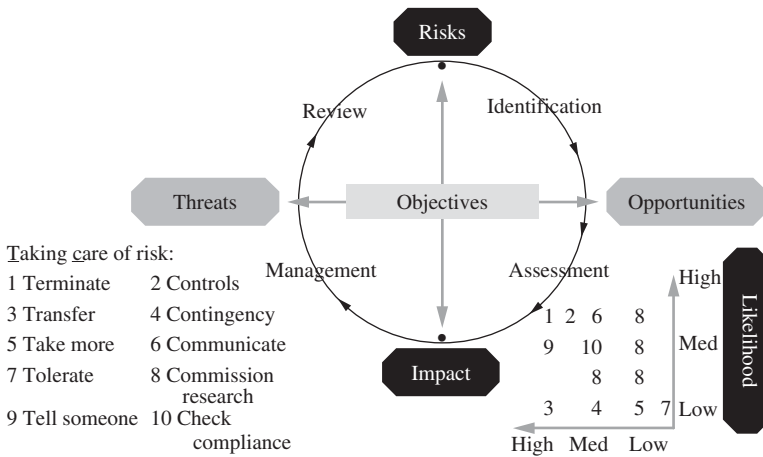 Risks
Review
Identification
Threats
Objectives
Opportunities
Taking care of risk:
Management
Assessment
1 Terminate 2 Controls
3 Transfer 4 Contingency
5 Take more 6 Communicate
7 Tolerate 8 Commission
research
9 Tell someone 10 Check
compliance
Impact
High
1 2 6 8
9 10 8 Med
8 8
3 4 5 7 Low
High Med Low
Likelihood